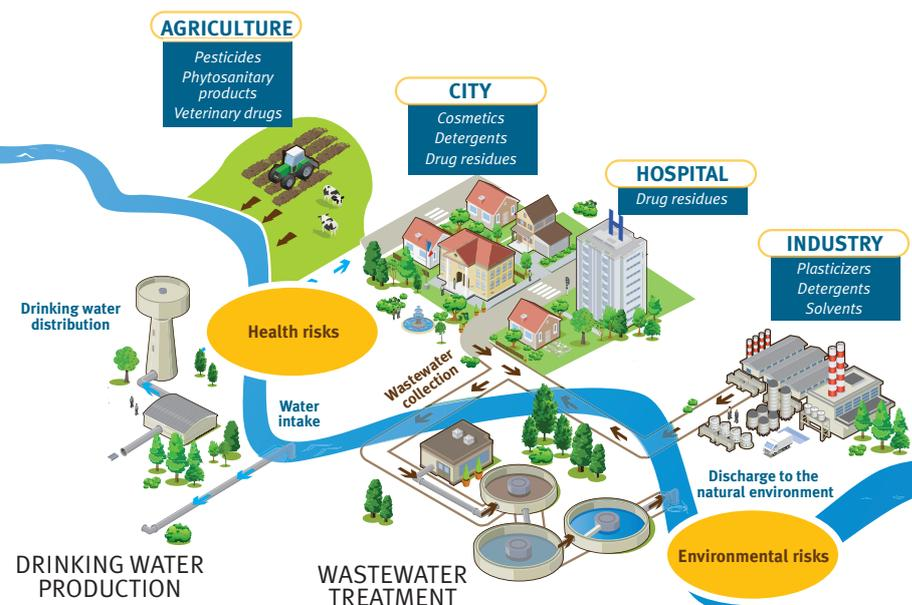 AGRICULTURE
Pesticides
Phytosanitary
products
Veterinary drugs
CITY
Cosmetics
Detergents
Drug residues
HOSPITAL
Drug residues
H
INDUSTRY
Plasticizers
Detergents
Solvents
Drinking water
distribution
Health risks
Wastewater
collection
Water
intake
Discharge to the
natural environment
Environmental risks
DRINKING WATER
PRODUCTION
WASTEWATER
TREATMENT